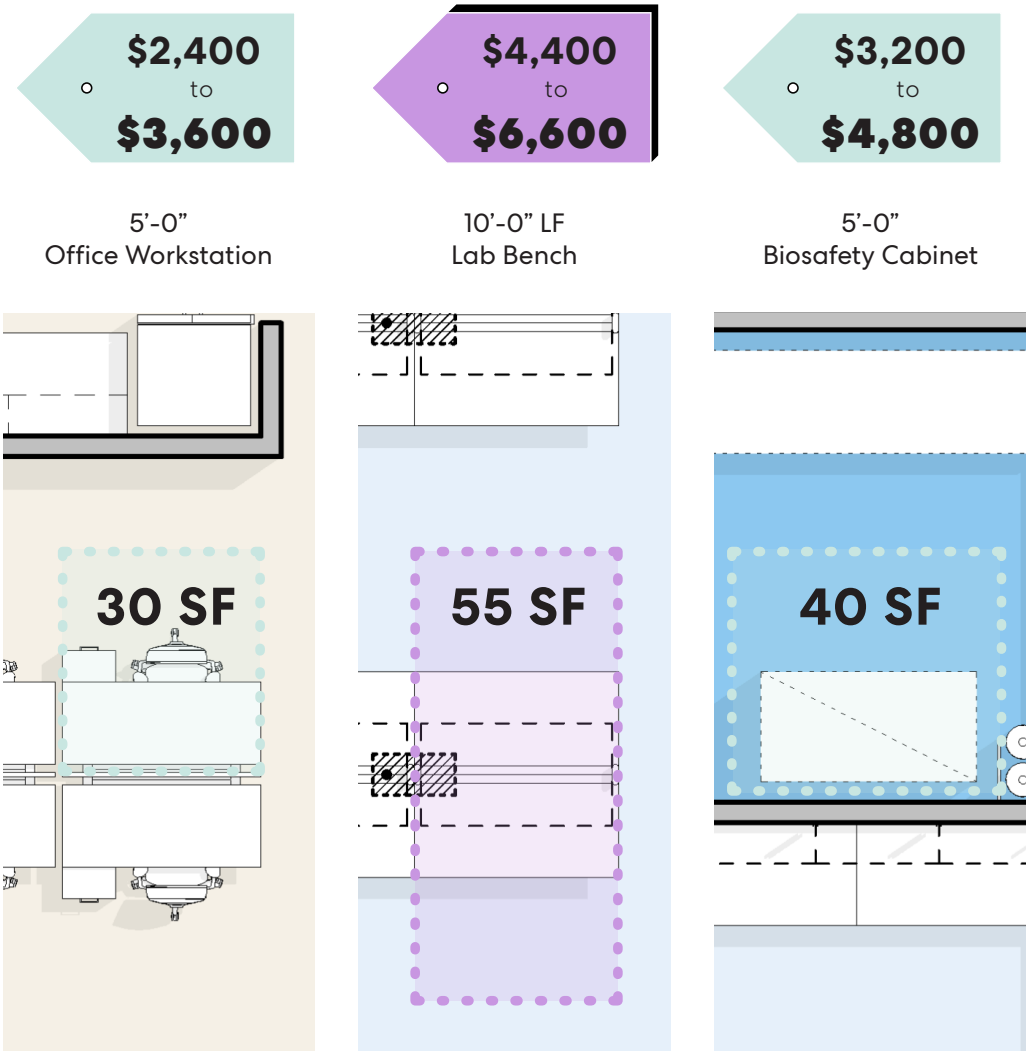 $2,400
to
$3,600
5’-0”
Office Workstation
30 SF
$4,400
to
$6,600
10’-0” LF
Lab Bench
55 SF
$3,200
to
$4,800
5’-0”
Biosafety Cabinet
40 SF